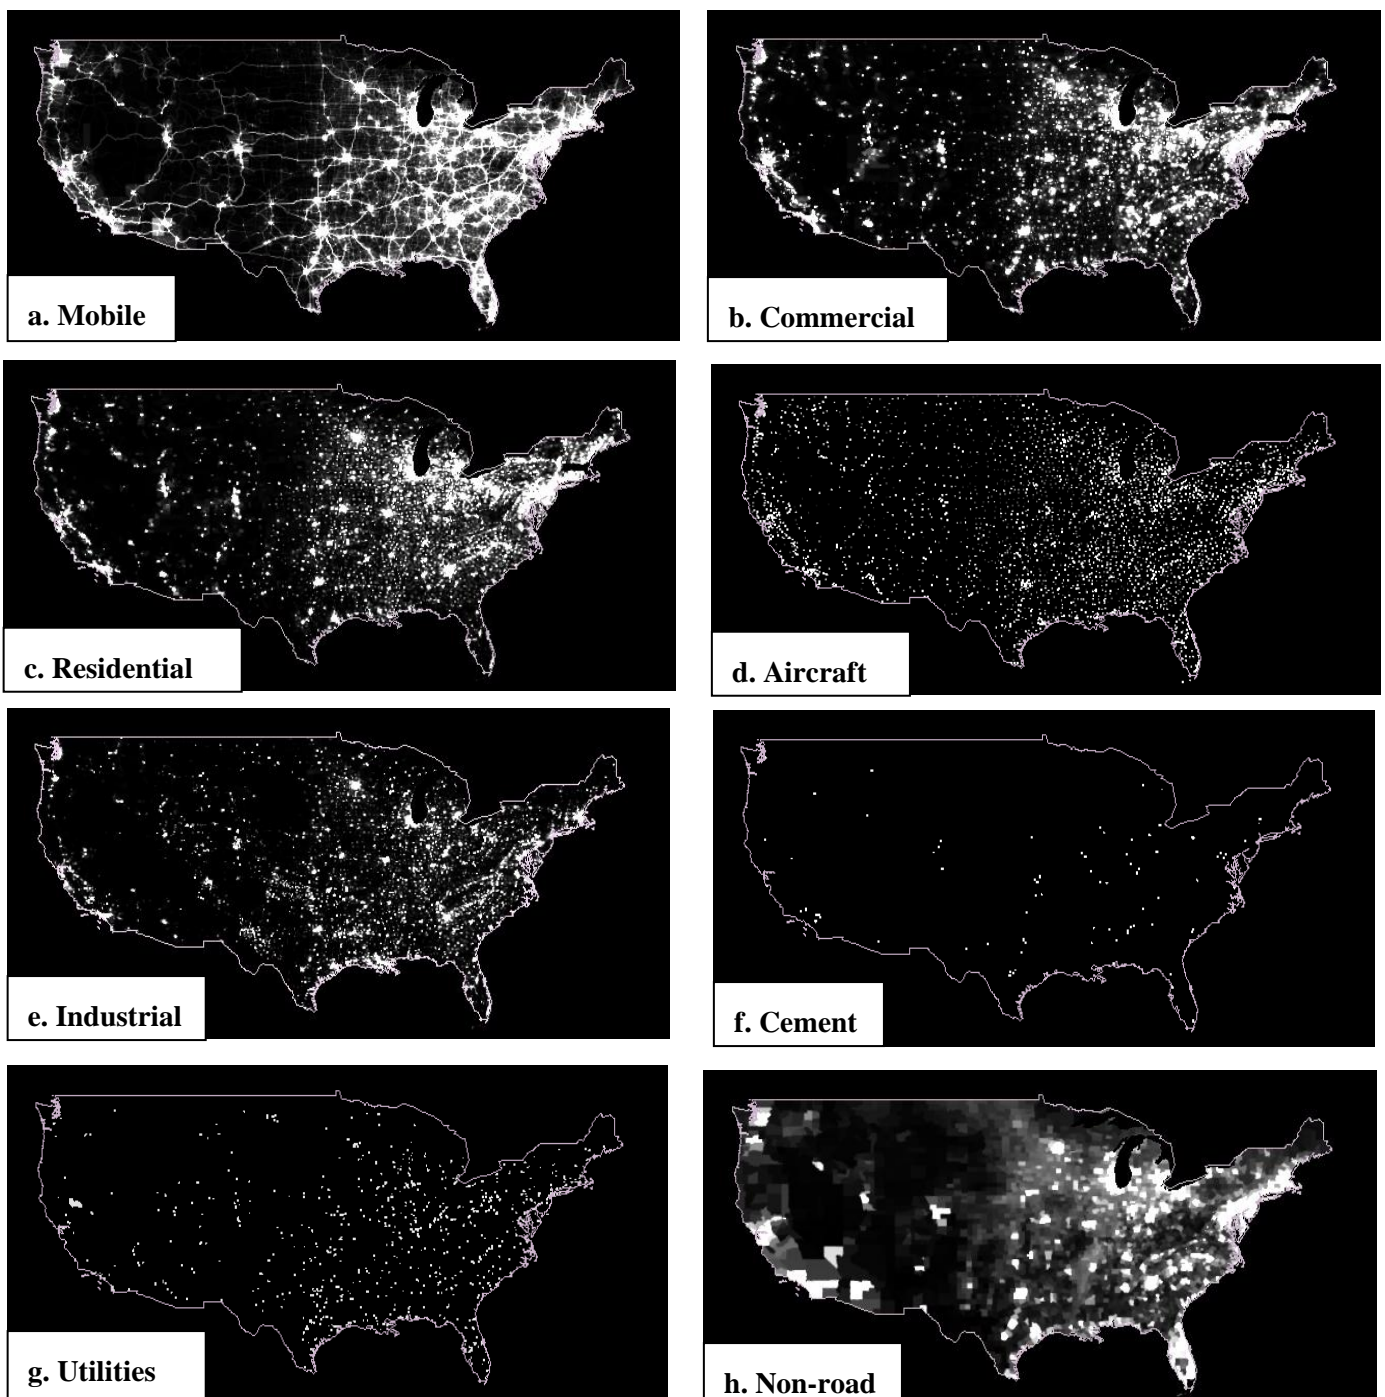 a. Mobile
b. Commercial
c. Residential
d. Aircraft
e. Industrial
f. Cement
g. Utilities
h. Non-road